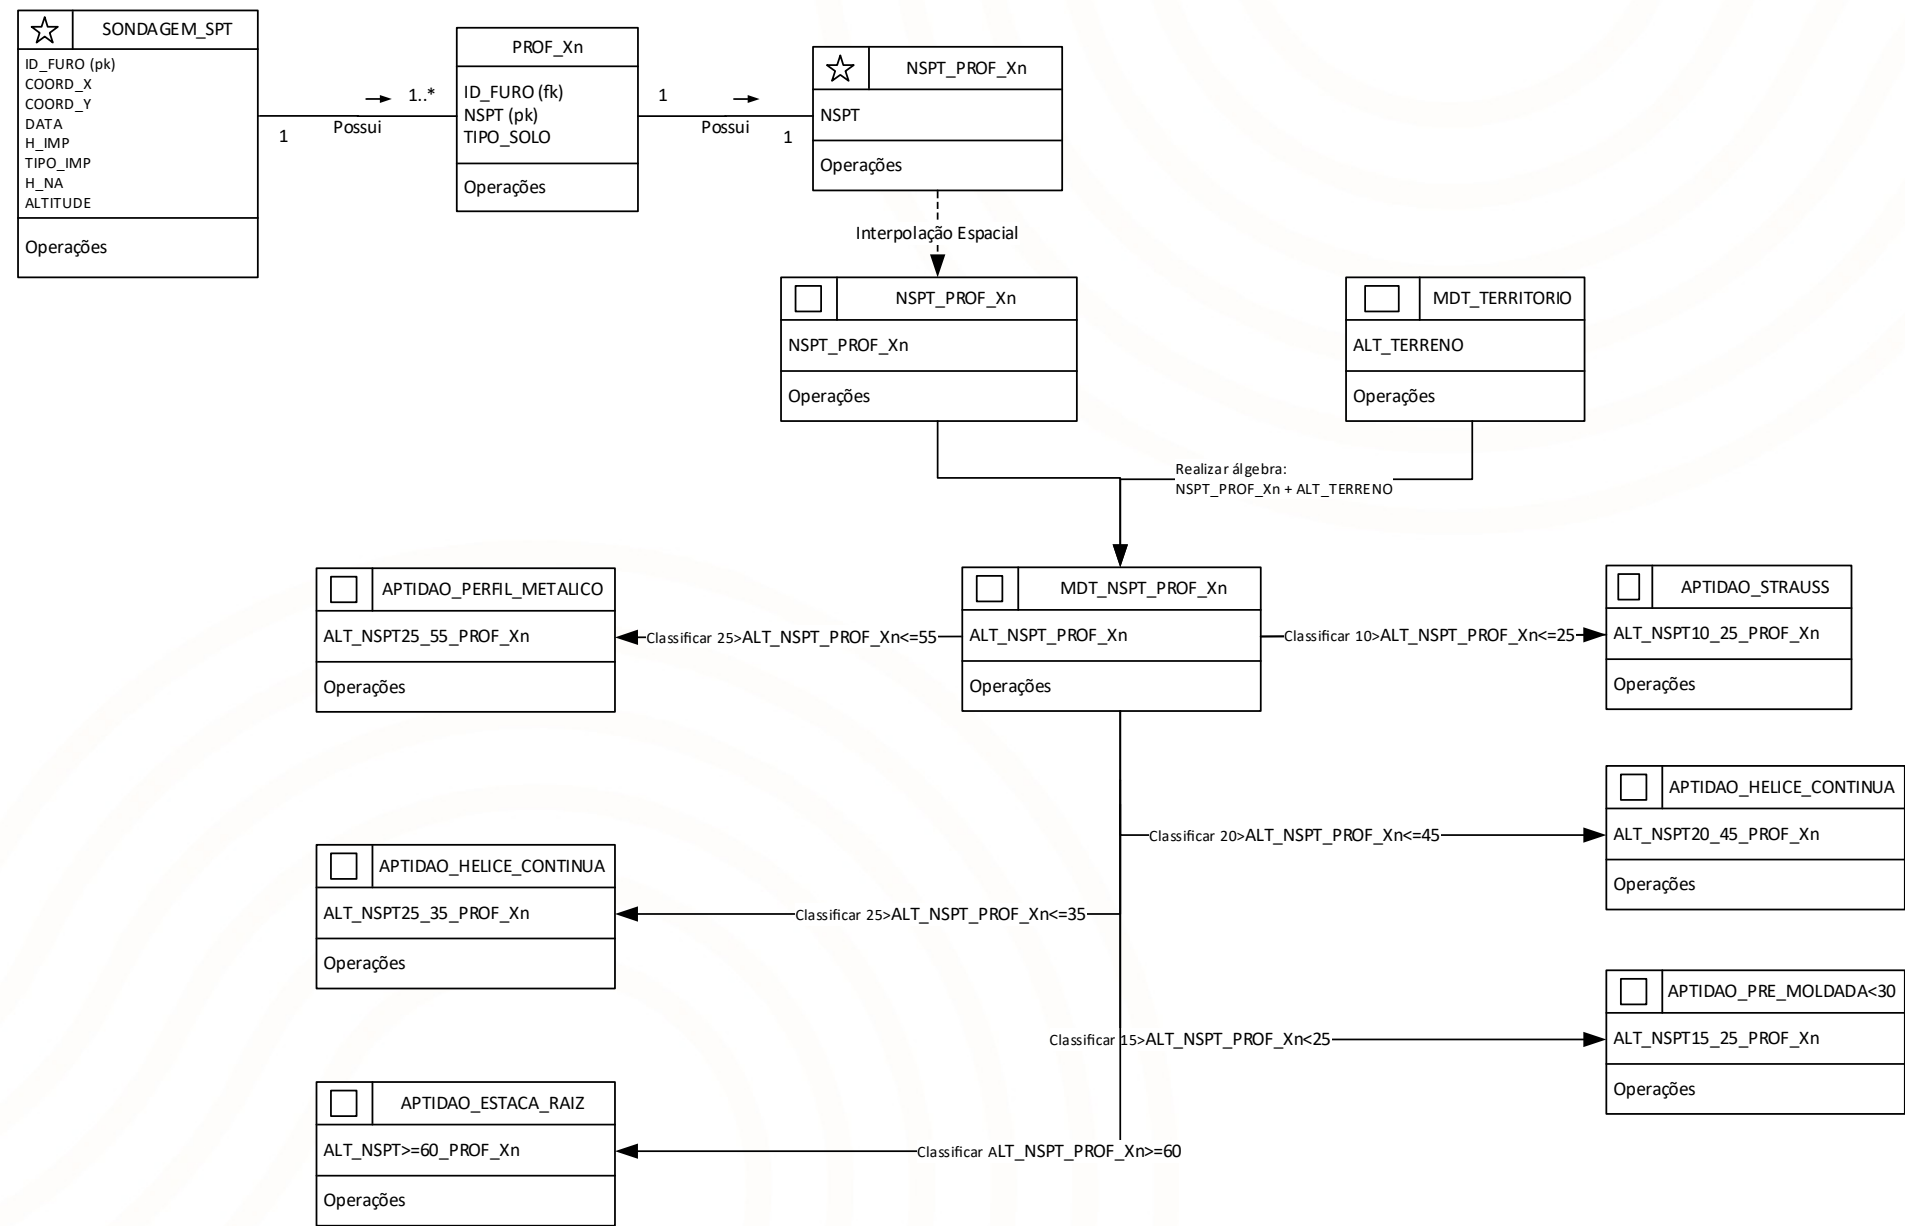 SONDAGEM_SPT
ID_FURO (pk)
COORD_X
COORD_Y
DATA
H_IMP
TIPO_IMP
H_NA
ALTITUDE
Operações
1
Possui
1..*
PROF_Xn
ID_FURO (fk)
NSPT (pk)
TIPO_SOLO
Operações
1
Possui
1
NSPT_PROF_Xn
NSPT
Operações
Interpolação Espacial
NSPT_PROF_Xn
NSPT_PROF_Xn
Operações
MDT_TERRITORIO
ALT_TERRENO
Operações
Realizar álgebra:
NSPT_PROF_Xn + ALT_TERRENO
APTIDAO_PERFIL_METALICO
ALT_NSPT25_55_PROF_Xn
Operações
Classificar 25>ALT_NSPT_PROF_Xn<=55
MDT_NSPT_PROF_Xn
ALT_NSPT_PROF_Xn
Operações
Classificar 10>ALT_NSPT_PROF_Xn<=25
APTIDAO_STRAUSS
ALT_NSPT10_25_PROF_Xn
Operações
Classificar 20>ALT_NSPT_PROF_Xn<=45
APTIDAO_HELICE_CONTINUA
ALT_NSPT20_45_PROF_Xn
Operações
APTIDAO_HELICE_CONTINUA
ALT_NSPT25_35_PROF_Xn
Operações
Classificar 25>ALT_NSPT_PROF_Xn<=35
Classificar 15>ALT_NSPT_PROF_Xn<25
APTIDAO_PRE_MOLDADA<30
ALT_NSPT15_25_PROF_Xn
Operações
APTIDAO_ESTACA_RAIZ
ALT_NSPT>=60_PROF_Xn
Operações
Classificar ALT_NSPT_PROF_Xn>=60